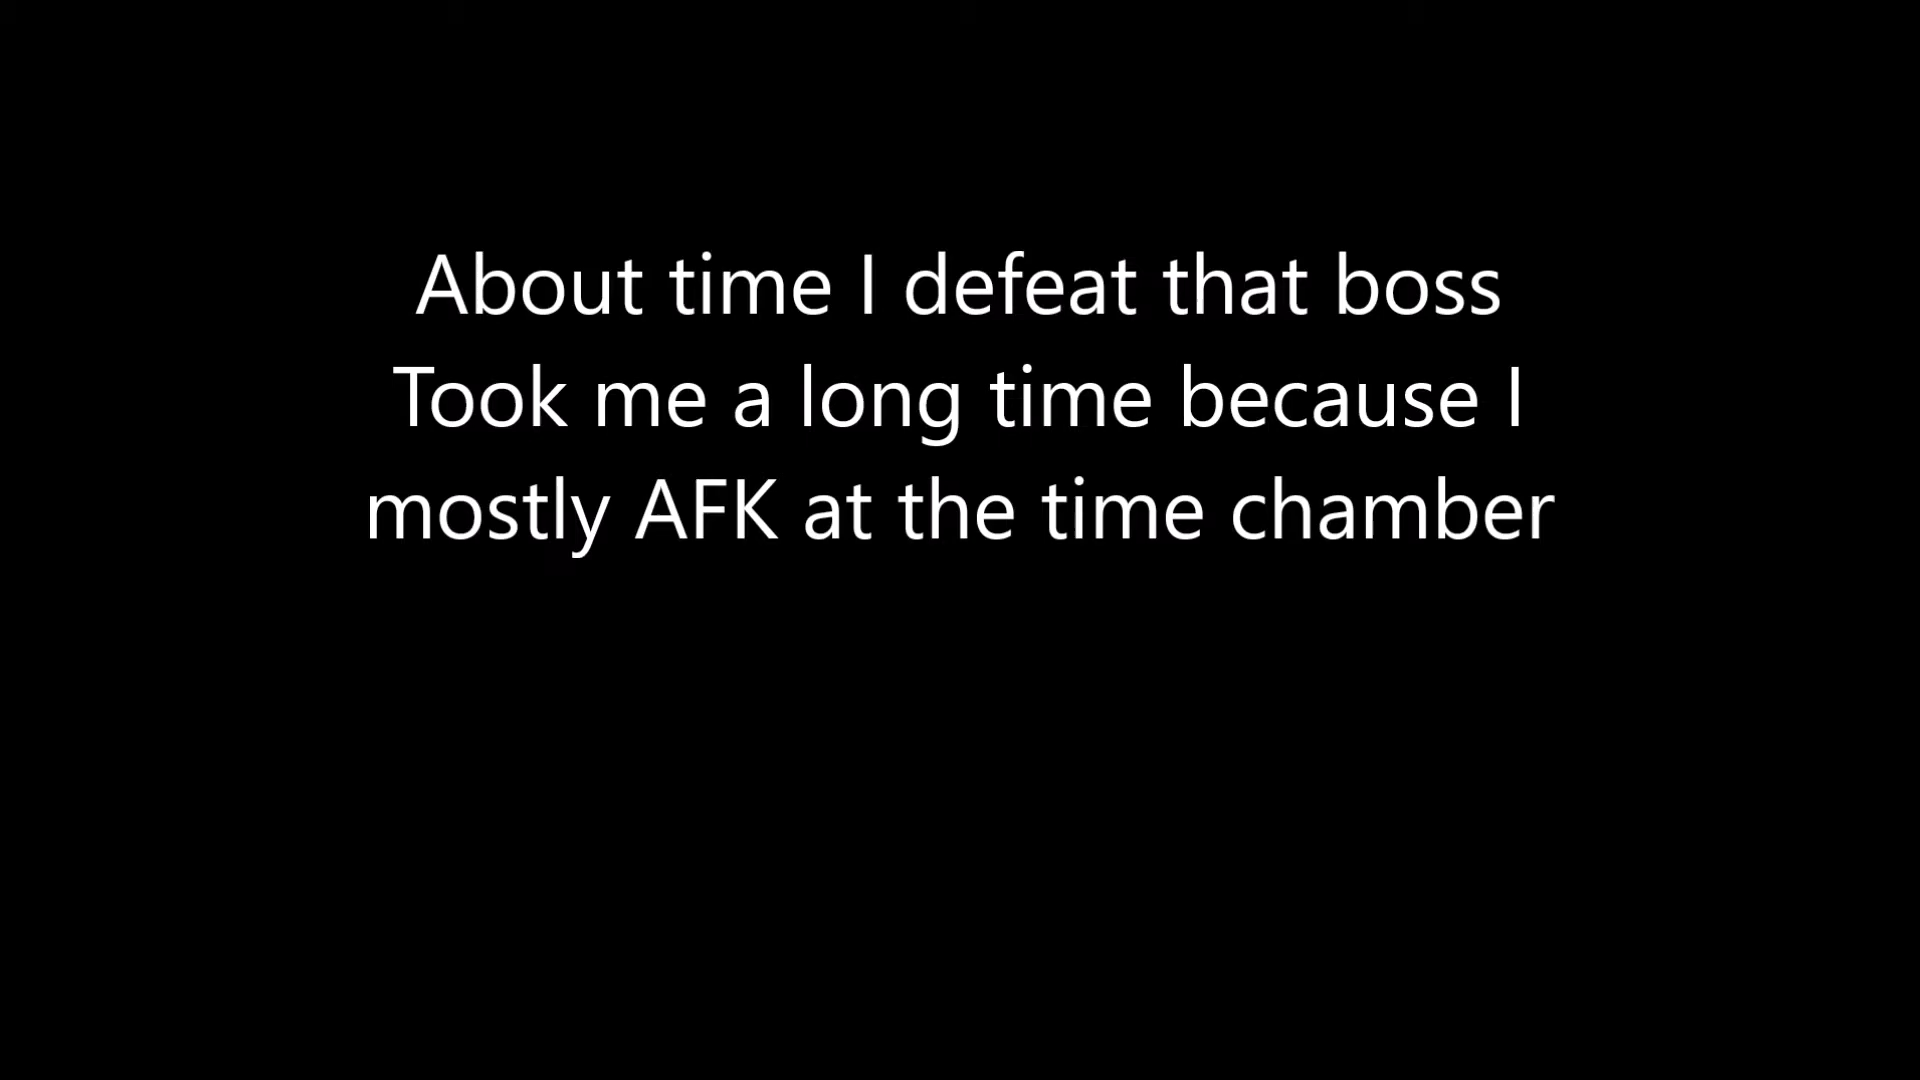 About time I defeat that boss
Took me a long time because I
mostly AFK at the time chamber